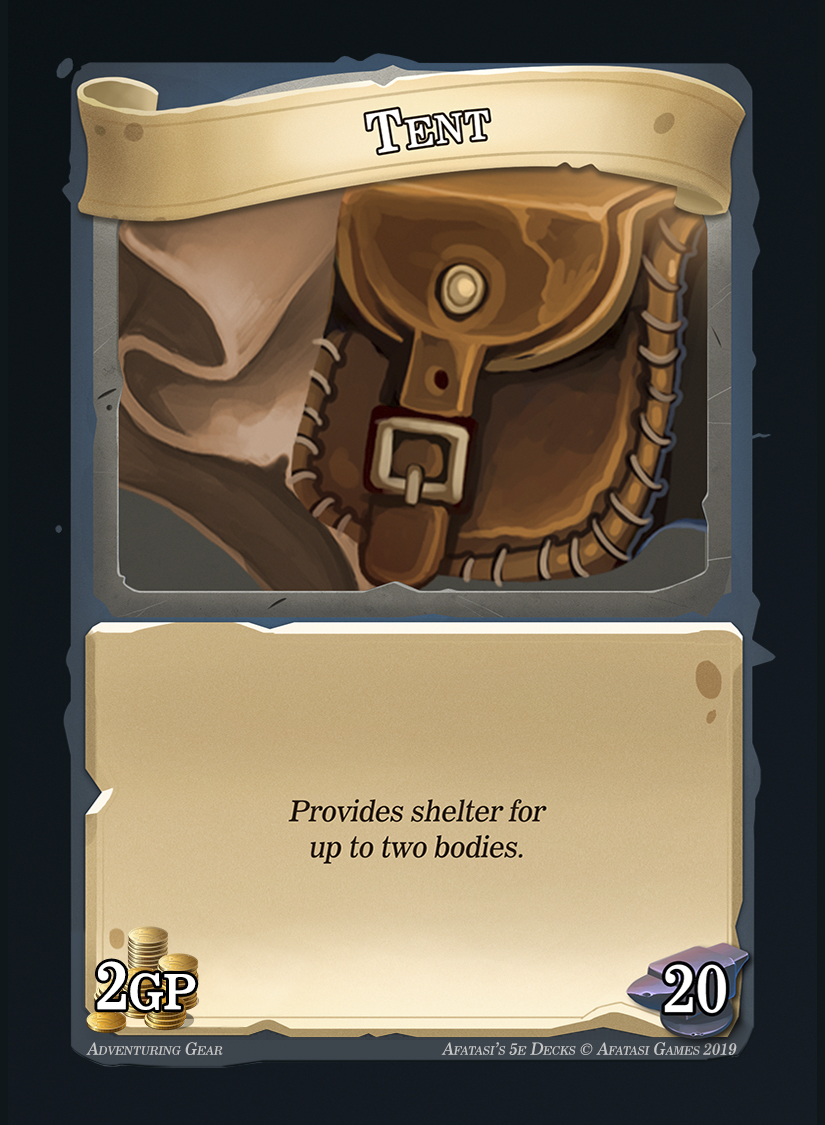 Tent
Provides shelter for
up to two bodies.
2GP
20
Adventuring Gear
Afatasi's 5e Decks © Afatasi Games 2019